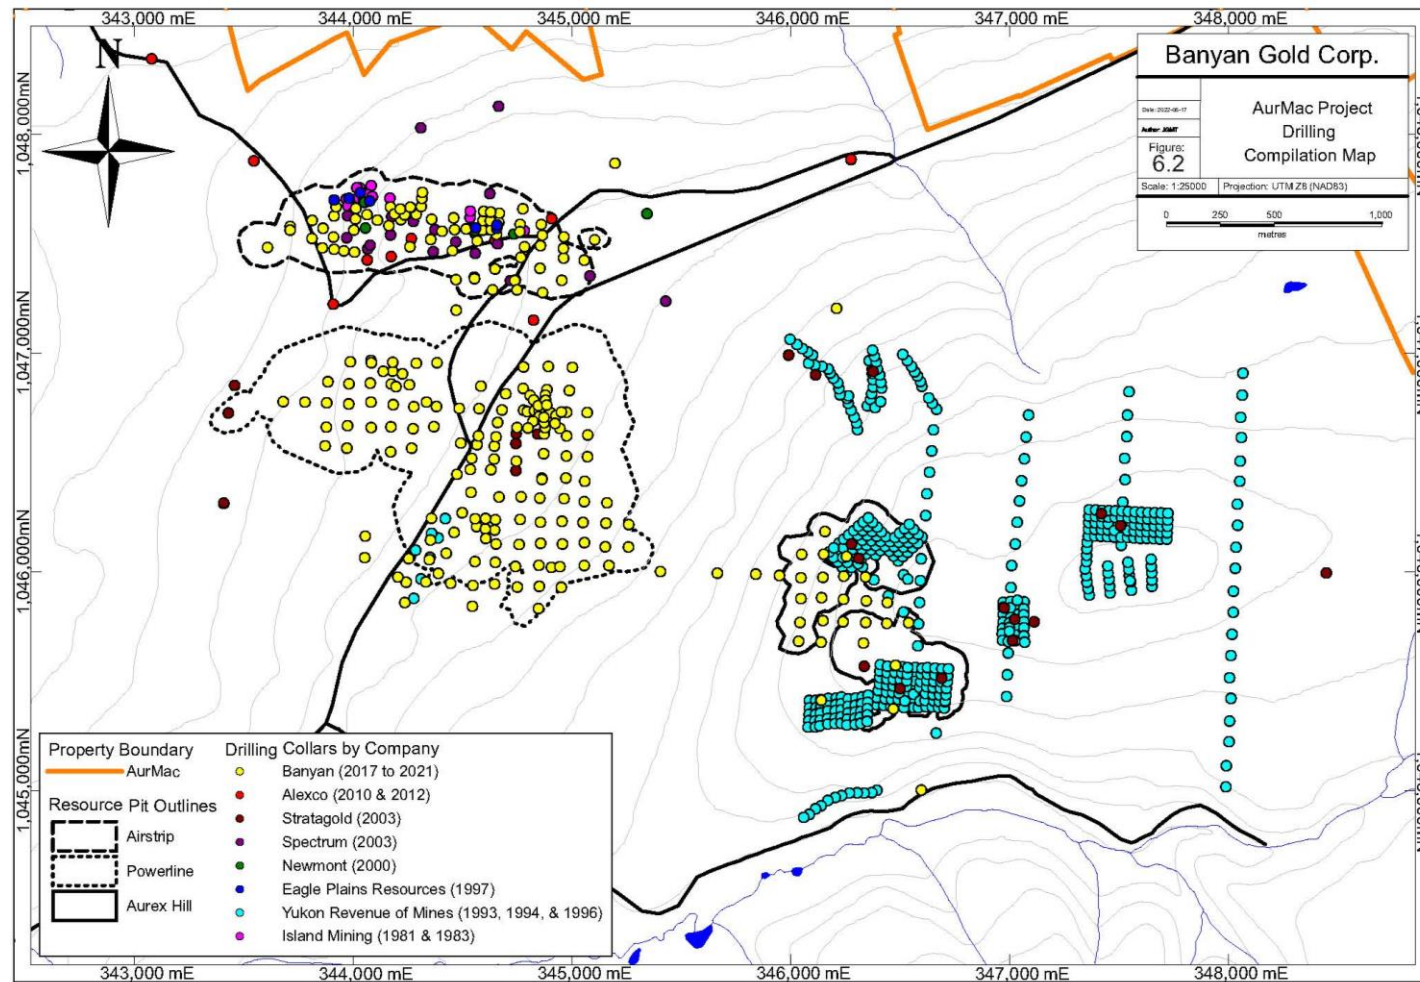 343,000 mE
344,000 mE
345,000 mE
346,000 mE
347,000 mE
348,000 mE
N
Banyan Gold Corp.
Date: 2022-05-17
Figure:
6.2
AurMac Project
Drilling
Compilation Map
Scale: 1:25000
Projection: UTM Z8 (NAD83)
0 250 500 1,000
metres
1,048,000mN
1,047,000mN
1,046,000mN
1,045,000mN
Property Boundary
AurMac
Resource Pit Outlines
Airstrip
Powerline
Aurex Hill
Drilling Collars by Company
Banyan (2017 to 2021)
Alexco (2010 & 2012)
Stratagold (2003)
Spectrum (2003)
Newmont (2000)
Eagle Plains Resources (1997)
Yukon Revenue of Mines (1993, 1994, & 1996)
Island Mining (1981 & 1983)
343,000 mE
344,000 mE
345,000 mE
346,000 mE
347,000 mE
348,000 mE